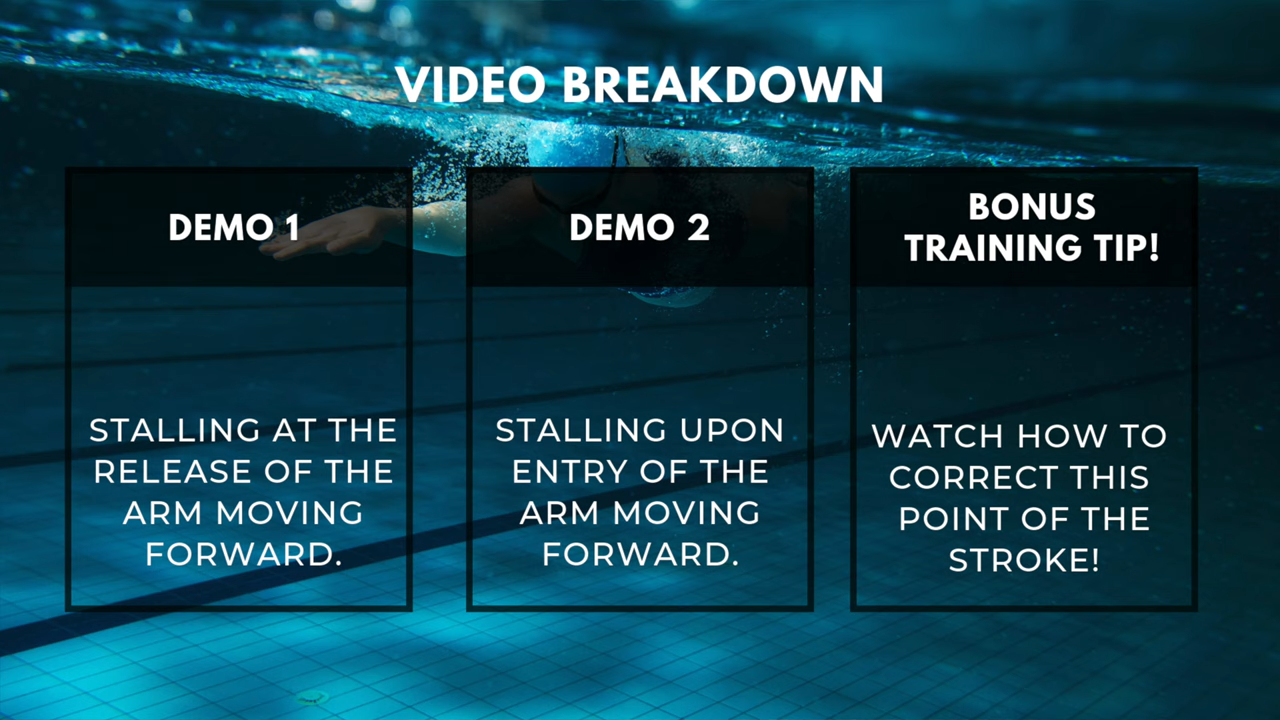 VIDEO BREAKDOWN
DEMO 1
STALLING AT THE
RELEASE OF THE
ARM MOVING
FORWARD.
DEMO 2
STALLING UPON
ENTRY OF THE
ARM MOVING
FORWARD.
BONUS
TRAINING TIP!
WATCH HOW TO
CORRECT THIS
POINT OF THE
STROKE!